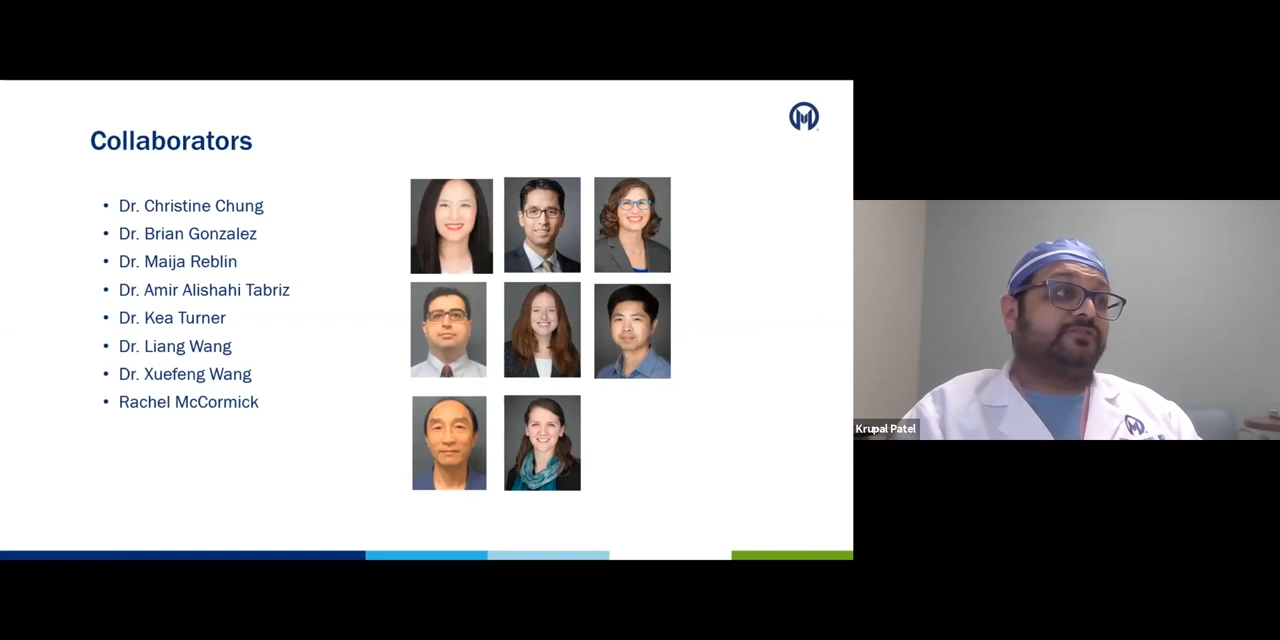 Collaborators
• Dr. Christine Chung
• Dr. Brian Gonzalez
• Dr. Maija Reblin
• Dr. Amir Alishahi Tabriz
• Dr. Kea Turner
• Dr. Liang Wang
• Dr. Xuefeng Wang
• Rachel McCormick
Krupal Patel